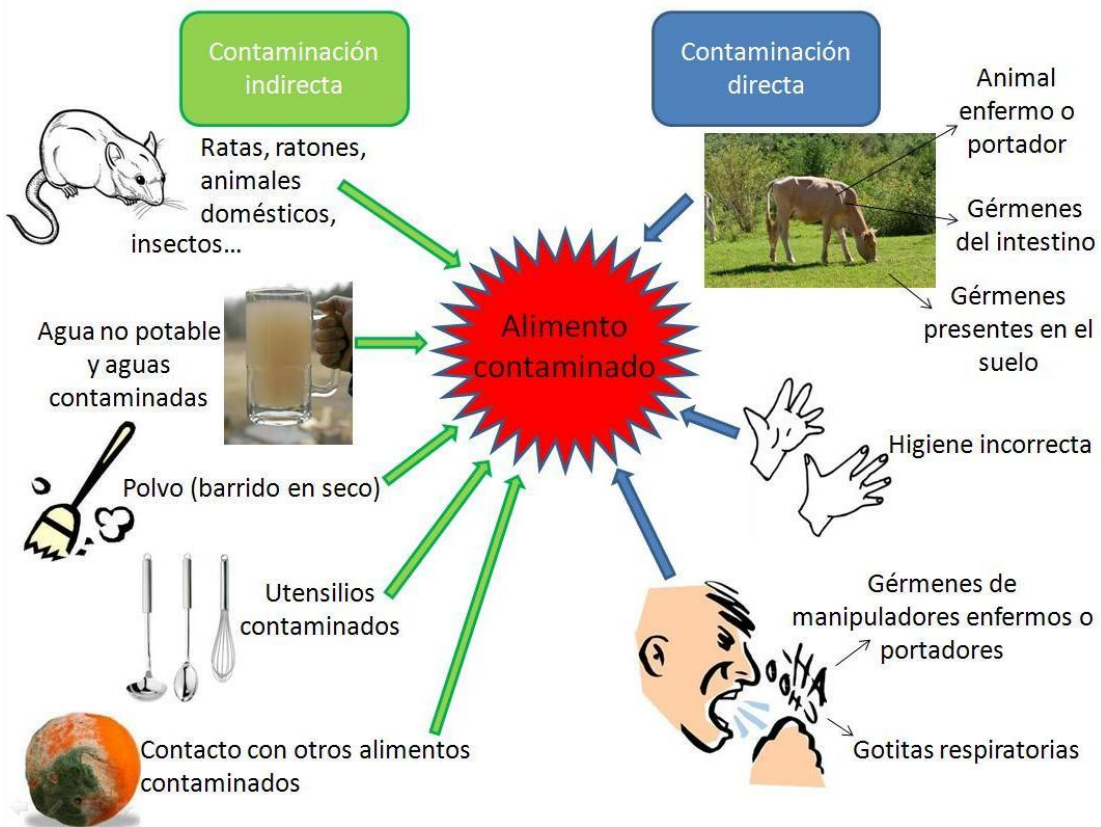 Contaminación
indirecta
Ratas, ratones,
animales
domésticos,
insectos...
Agua no potable
y aguas
contaminadas
Polvo (barrido en seco)
Utensilios
contaminados
Contacto con otros alimentos
contaminados
Alimento
contaminado
Contaminación
directa
Animal
enfermo o
portador
Gérmenes
del intestino
Gérmenes
presentes en el
suelo
Higiene incorrecta
Gérmenes de
manipuladores enfermos o
portadores
Gotitas respiratorias